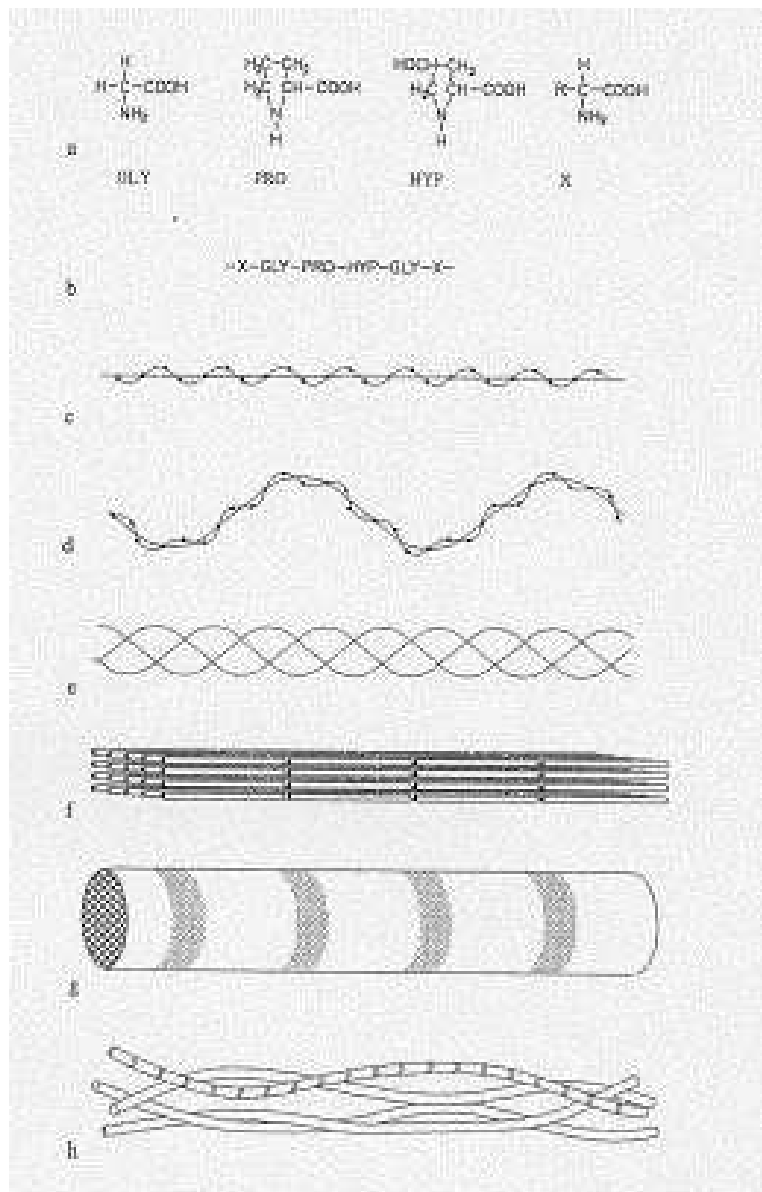 H H₂C—CH₂ HOCH—CH₂ H
H—C—COOH H₂C CH—COOH H₂C CH—COOH R—C—COOH
NH₂ N N NH₂
H H
a
GLY PRO HYP X
—X—GLY—PRO—HYP—GLY—X—
b
c
d
e
f
g
h